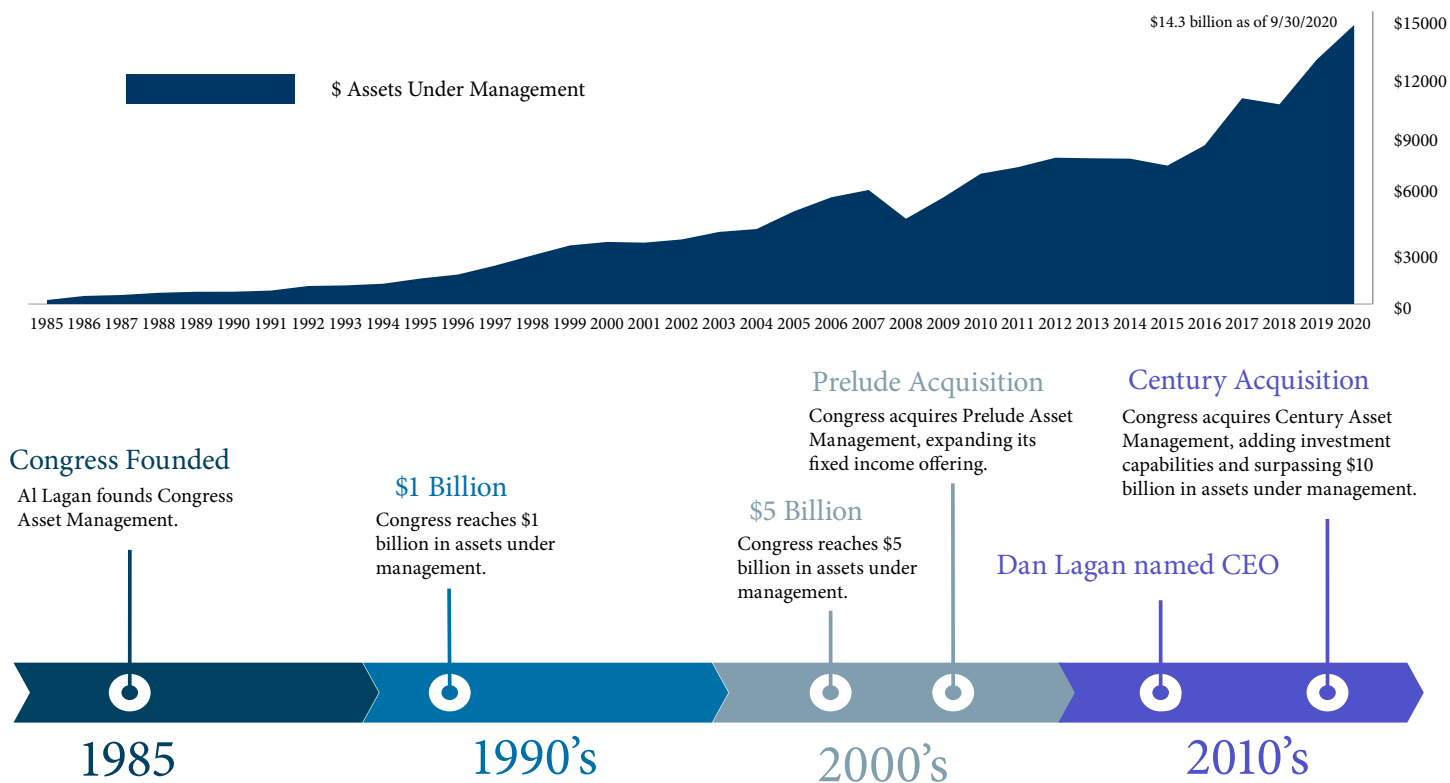 $14.3 billion as of 9/30/2020
$ Assets Under Management
$15000
$12000
$9000
$6000
$3000
$0
1985 1986 1987 1988 1989 1990 1991 1992 1993 1994 1995 1996 1997 1998 1999 2000 2001 2002 2003 2004 2005 2006 2007 2008 2009 2010 2011 2012 2013 2014 2015 2016 2017 2018 2019 2020
Congress Founded
Al Lagan founds Congress
Asset Management.
$1 Billion
Congress reaches $1
billion in assets under
management.
$5 Billion
Congress reaches $5
billion in assets under
management.
Prelude Acquisition
Congress acquires Prelude Asset
Management, expanding its
fixed income offering.
Dan Lagan named CEO
Century Acquisition
Congress acquires Century Asset
Management, adding investment
capabilities and surpassing $10
billion in assets under management.
1985
1990’s
2000’s
2010’s